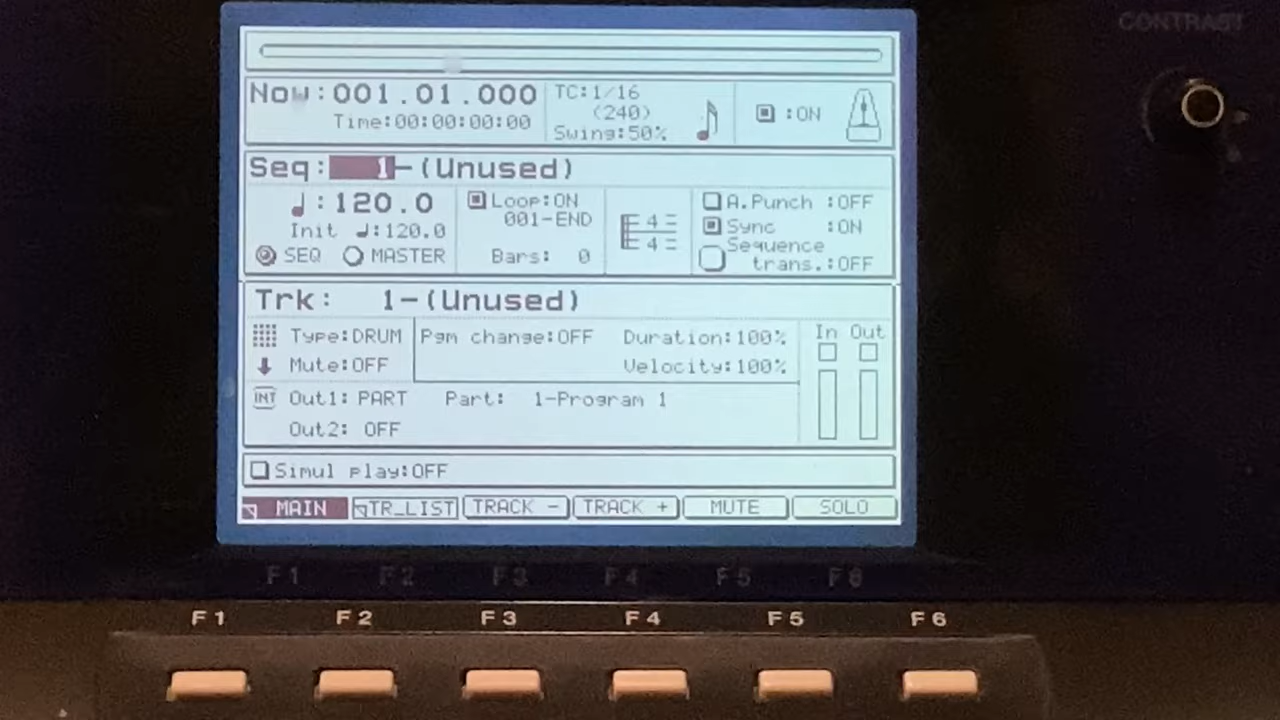 CONTRAST
Now:001.01.000
Time:00:00:00:00
TC:1/16
(240)
Swing:50%
:ON
Seq: 1-(Unused)
:120.0
Init :120.0
SEQ MASTER
Loop:ON
001-END
Bars: 0
4
4
A.Punch :OFF
Sync :ON
Sequence
trans.:OFF
Trk: 1-(Unused)
Type:DRUM
Mute:OFF
Pgm change:OFF
Duration:100%
Velocity:100%
In Out
INT Out1: PART Part: 1-Program 1
Out2: OFF
Simul play:OFF
MAIN TR_LIST TRACK - TRACK + MUTE SOLO
F1 F2 F3 F4 F5 F6
F1 F2 F3 F4 F5 F6